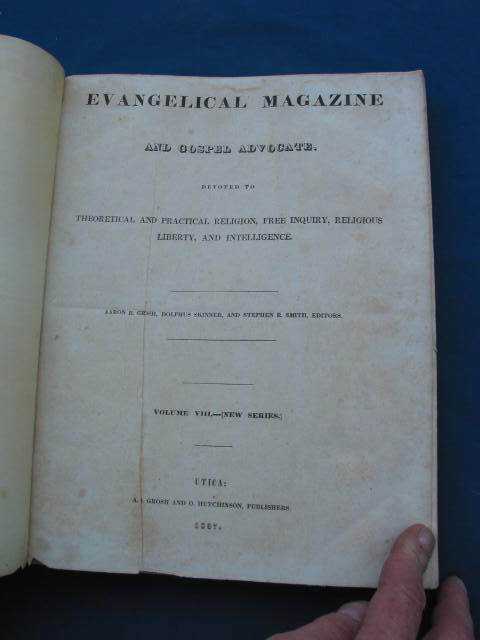 EVANGELICAL MAGAZINE
AND GOSPEL ADVOCATE.
DEVOTED TO
THEORETICAL AND PRACTICAL RELIGION, FREE INQUIRY, RELIGIOUS
LIBERTY, AND INTELLIGENCE.
AARON B. GROSH, DOLPHUS SKINNER, AND STEPHEN R. SMITH, EDITORS.
VOLUME VIII.—[NEW SERIES.]
UTICA:
A. B. GROSH AND O. HUTCHINSON, PUBLISHERS.
1837.